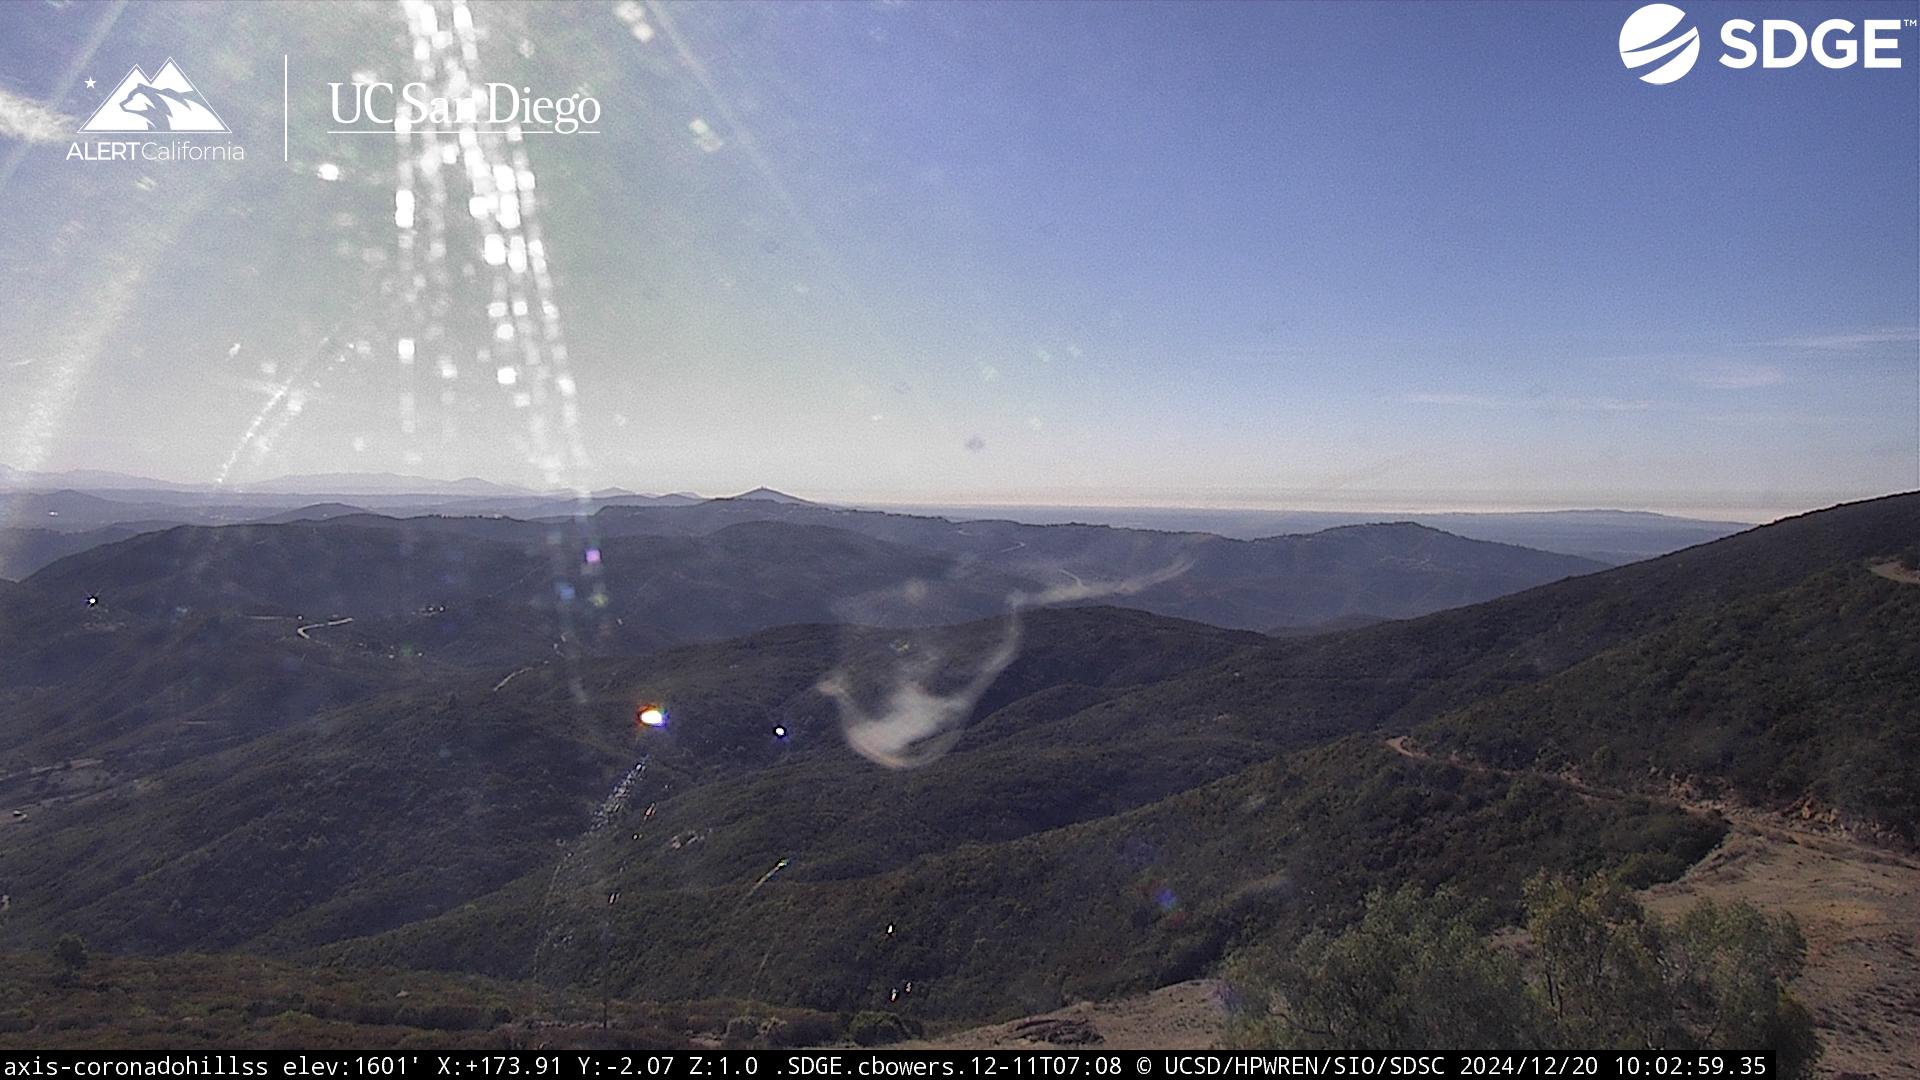 ALERTCalifornia
UC San Diego
SDGE™
axis-coronadohillss elev:1601' X:+173.91 Y:-2.07 Z:1.0 .SDGE.cbowers.12-11T07:08 © UCSD/HPWREN/SIO/SDSC 2024/12/20 10:02:59.35